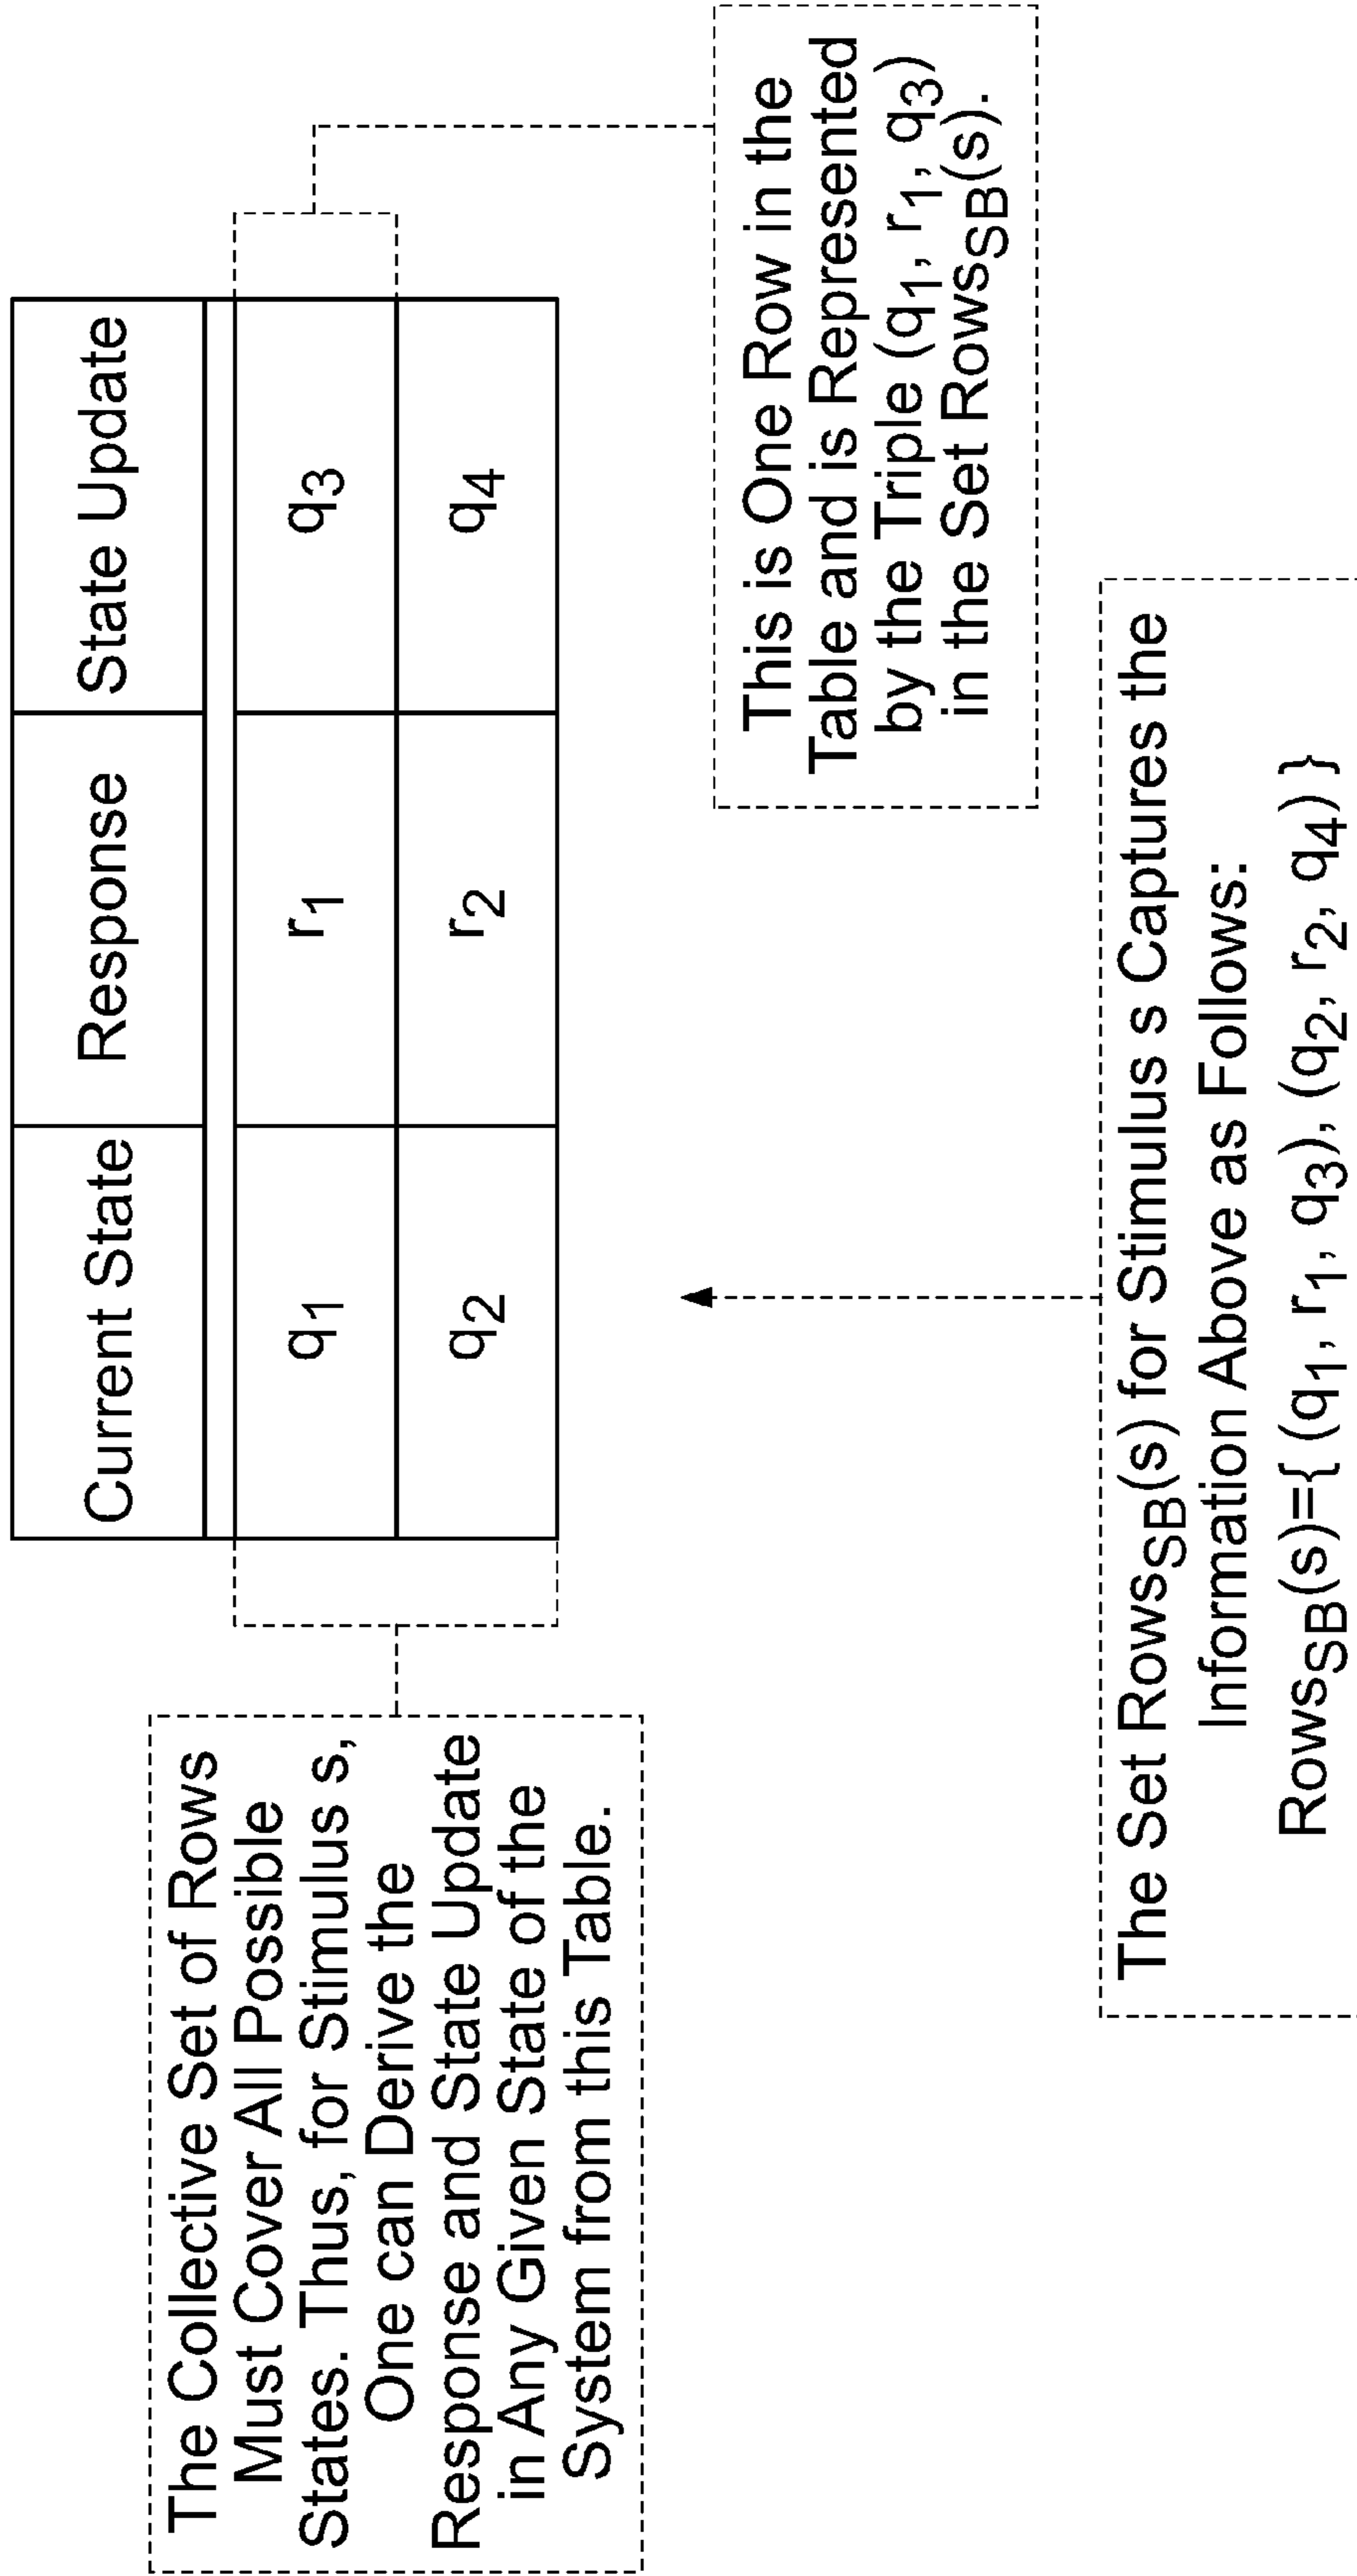 Current State Response State Update
q1 r1 q3
q2 r2 q4
The Collective Set of Rows
Must Cover All Possible
States. Thus, for Stimulus s,
One can Derive the
Response and State Update
in Any Given State of the
System from this Table.
This is One Row in the
Table and is Represented
by the Triple (q1, r1, q3)
in the Set RowsSB(s).
The Set RowsSB(s) for Stimulus s Captures the
Information Above as Follows:
RowsSB(s)={ (q1, r1, q3), (q2, r2, q4) }